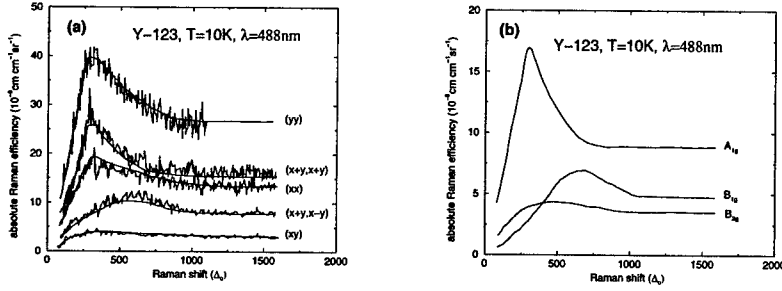 (a)
Y-123, T=10K, λ=488nm
absolute Raman efficiency (10⁻⁸cm cm⁻¹sr⁻¹)
50
40
30
20
10
0
(yy)
(x+y,x+y)
(xx)
(x+y,x-y)
(xy)
0 500 1000 1500 2000
Raman shift (Δc)
(b)
Y-123, T=10K, λ=488nm
absolute Raman efficiency (10⁻⁸cm cm⁻¹sr⁻¹)
20
15
10
5
0
A1g
B1g
B2g
0 500 1000 1500 2000
Raman shift (Δc)